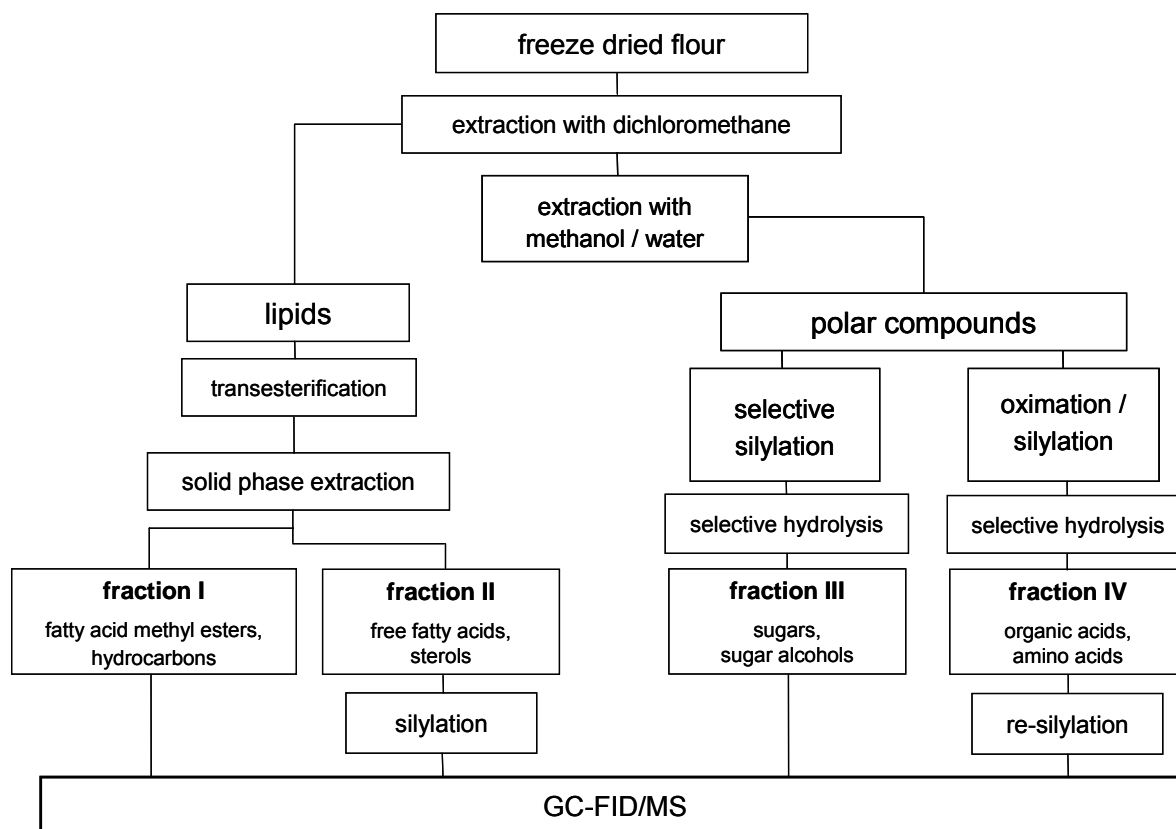 freeze dried flour
extraction with dichloromethane
extraction with
methanol / water
lipids
polar compounds
transesterification
selective
silylation
oximation /
silylation
solid phase extraction
selective hydrolysis
selective hydrolysis
fraction I
fatty acid methyl esters,
hydrocarbons
fraction II
free fatty acids,
sterols
fraction III
sugars,
sugar alcohols
fraction IV
organic acids,
amino acids
silylation
re-silylation
GC-FID/MS